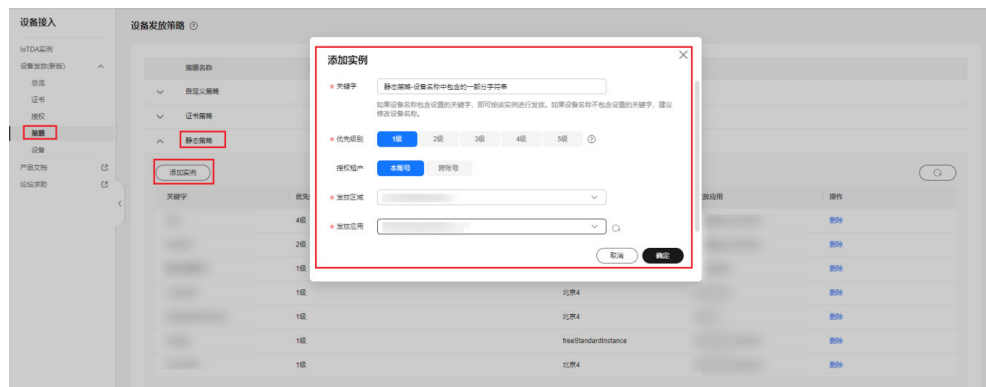 设备接入
设备发放策略
IoTDA实例
设备发放(新版)
总览
证书
授权
策略
设备
产品文档
论坛求助
策略名称
自定义策略
证书策略
静态策略
添加实例
关键字
优先
发放应用
操作
4级
删除
2级
删除
1级
删除
1级
北京4
删除
1级
北京4
删除
1级
freeStandardInstance
删除
1级
北京4
删除
添加实例
* 关键字
静态策略-设备名称中包含的一部分字符串
如果设备名称包含设置的关键字，即可按该实例进行发放。如果设备名称不包含设置的关键字，建议
修改设备名称。
* 优先级别
1级
2级
3级
4级
5级
授权租户
本账号
跨账号
* 发放区域
* 发放应用
取消
确定